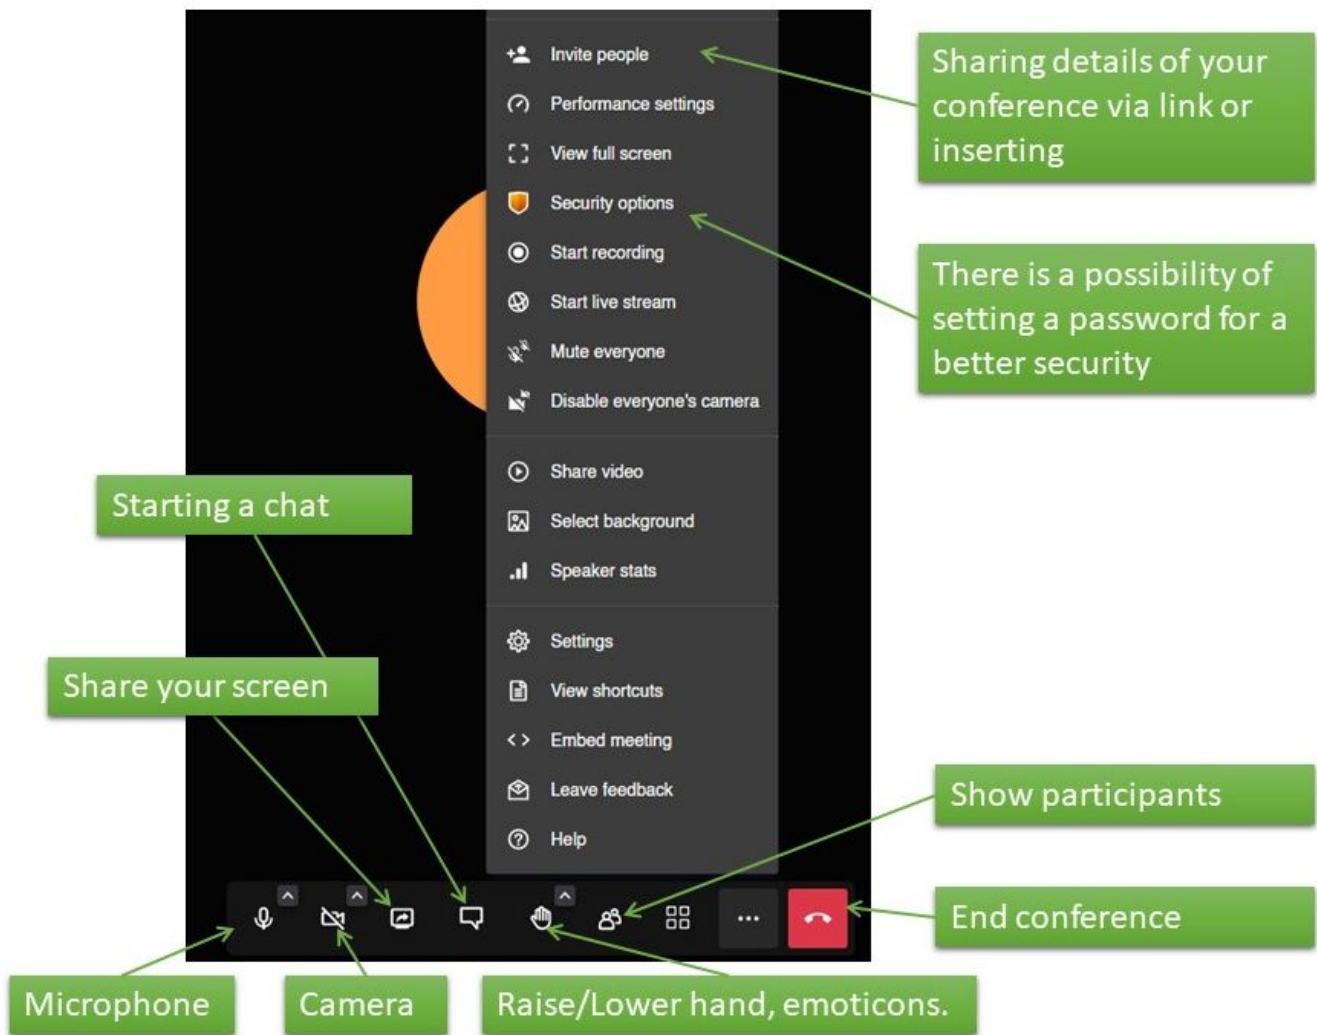 Invite people
Performance settings
View full screen
Security options
Start recording
Start live stream
Mute everyone
Disable everyone's camera
Share video
Select background
Speaker stats
Settings
View shortcuts
Embed meeting
Leave feedback
Help
Sharing details of your
conference via link or
inserting
There is a possibility of
setting a password for a
better security
Starting a chat
Share your screen
Show participants
End conference
Microphone
Camera
Raise/Lower hand, emoticons.